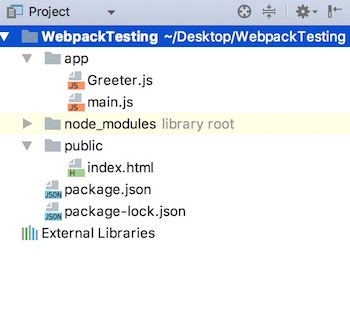 Project
WebpackTesting ~/Desktop/WebpackTesting
app
JS Greeter.js
JS main.js
node_modules library root
public
H index.html
JSON package.json
JSON package-lock.json
External Libraries